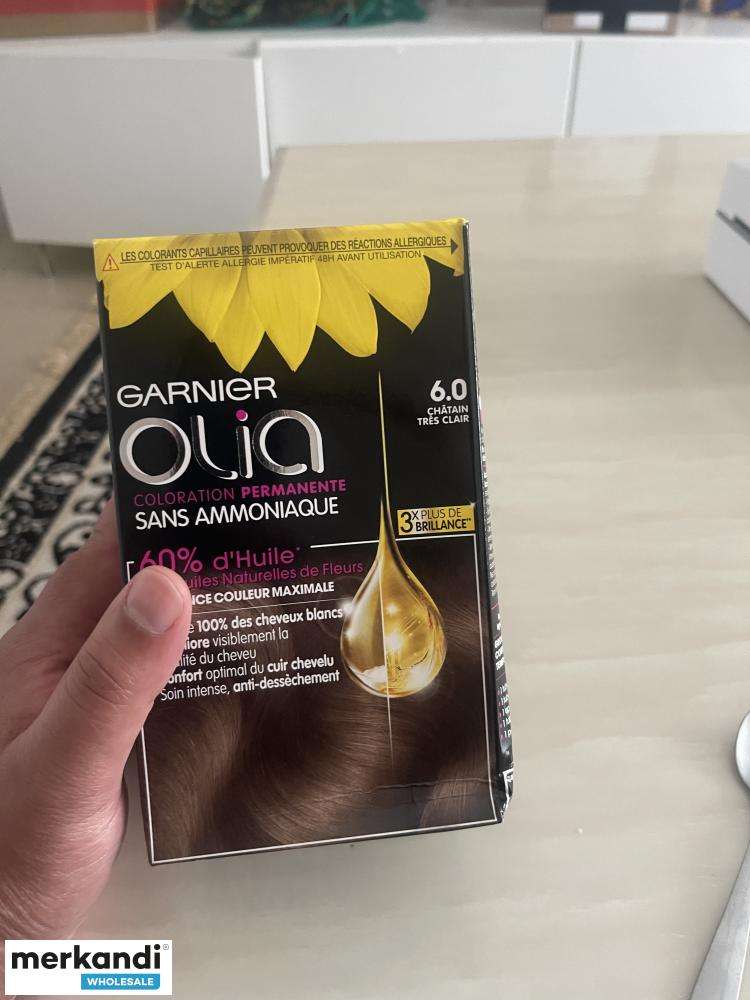 LES COLORANTS CAPILLAIRES PEUVENT PROVOQUER DES RÉACTIONS ALLERGIQUES
TEST D'ALERTE ALLERGIE IMPÉRATIF 48H AVANT UTILISATION
GARNIER
OLIA
6.0
CHÂTAIN
TRÈS CLAIR
COLORATION PERMANENTE
SANS AMMONIAQUE
3X PLUS DE
BRILLANCE**
60% d'Huile*
Naturelles de Fleurs
COULEUR MAXIMALE
100% des cheveux blancs
visiblement la
du cheveu
optimal du cuir chevelu
Soin intense, anti-dessèchement
merkandi®
WHOLESALE